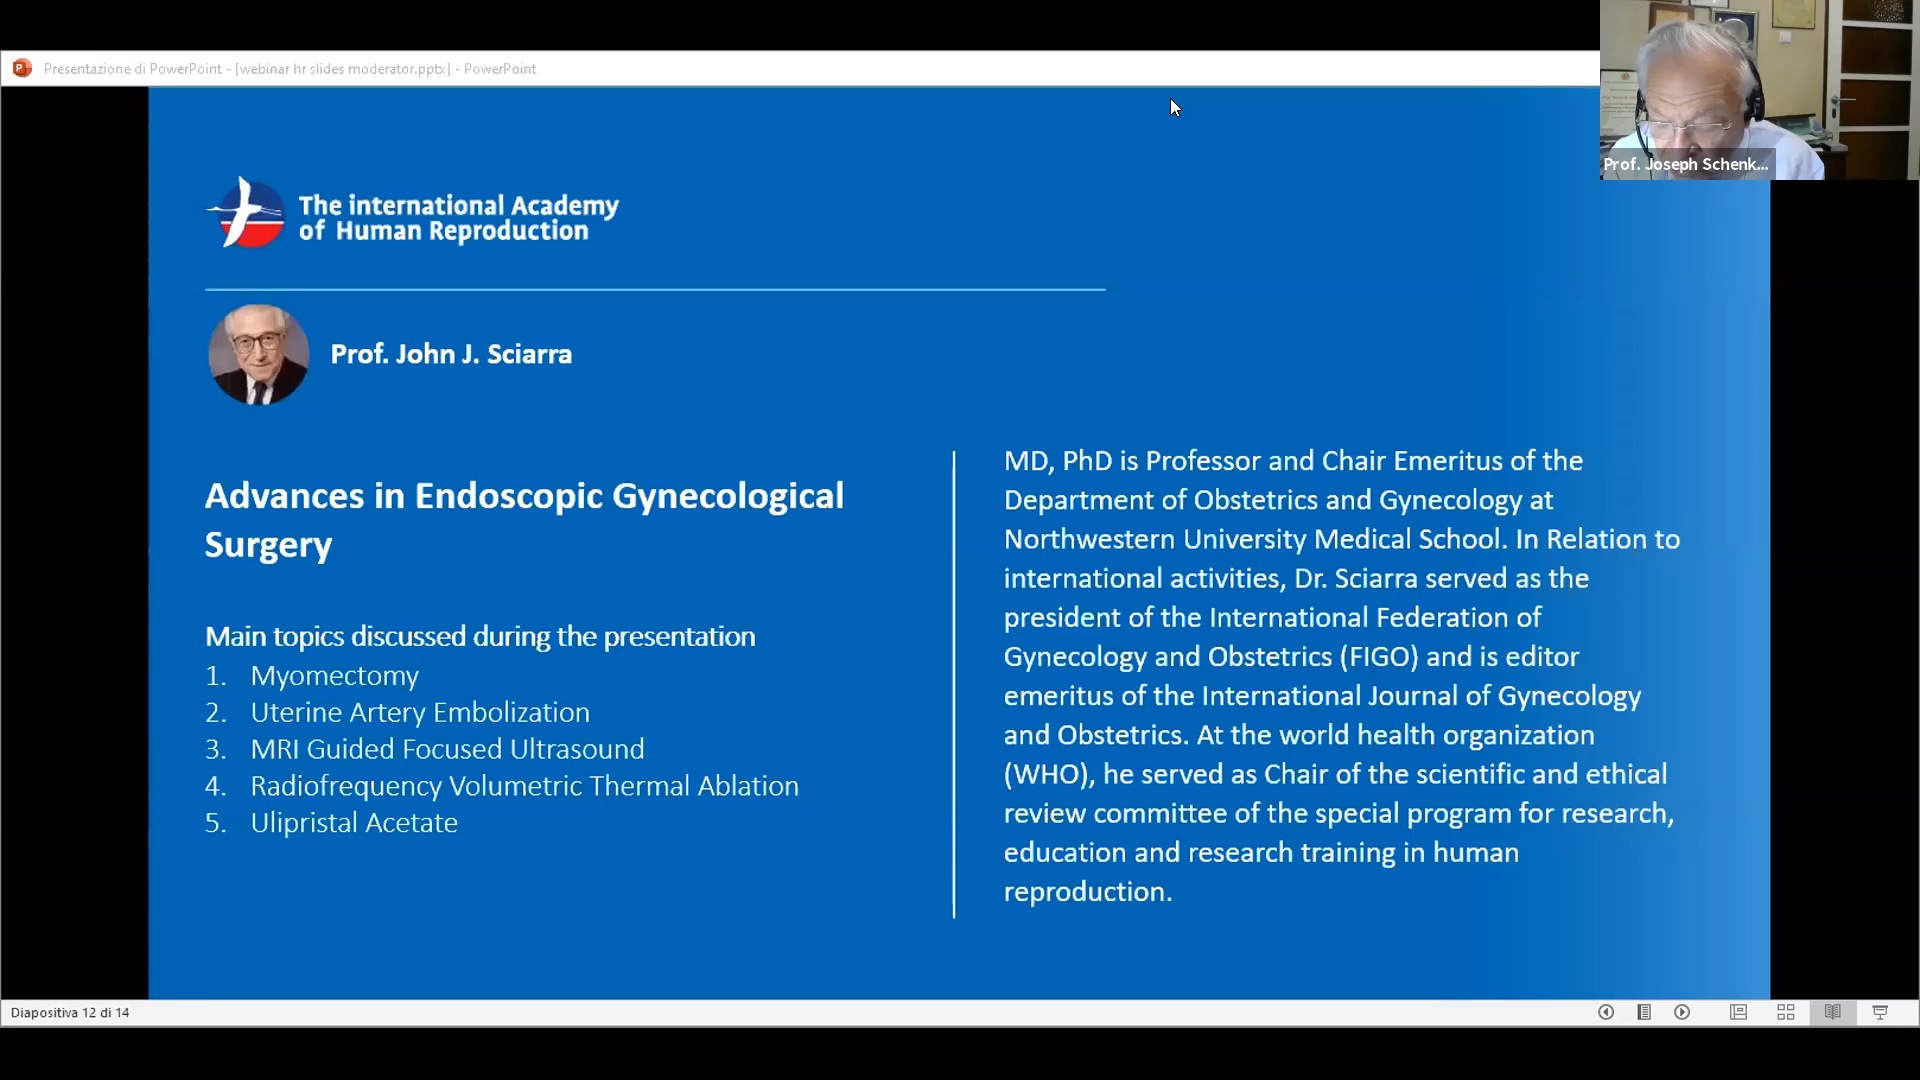 Presentazione di PowerPoint - [webinar hr slides moderator.pptx] - PowerPoint
Prof. Joseph Schenk...
The international Academy
of Human Reproduction
Prof. John J. Sciarra
Advances in Endoscopic Gynecological
Surgery
Main topics discussed during the presentation
1. Myomectomy
2. Uterine Artery Embolization
3. MRI Guided Focused Ultrasound
4. Radiofrequency Volumetric Thermal Ablation
5. Ulipristal Acetate
MD, PhD is Professor and Chair Emeritus of the
Department of Obstetrics and Gynecology at
Northwestern University Medical School. In Relation to
international activities, Dr. Sciarra served as the
president of the International Federation of
Gynecology and Obstetrics (FIGO) and is editor
emeritus of the International Journal of Gynecology
and Obstetrics. At the world health organization
(WHO), he served as Chair of the scientific and ethical
review committee of the special program for research,
education and research training in human
reproduction.
Diapositiva 12 di 14